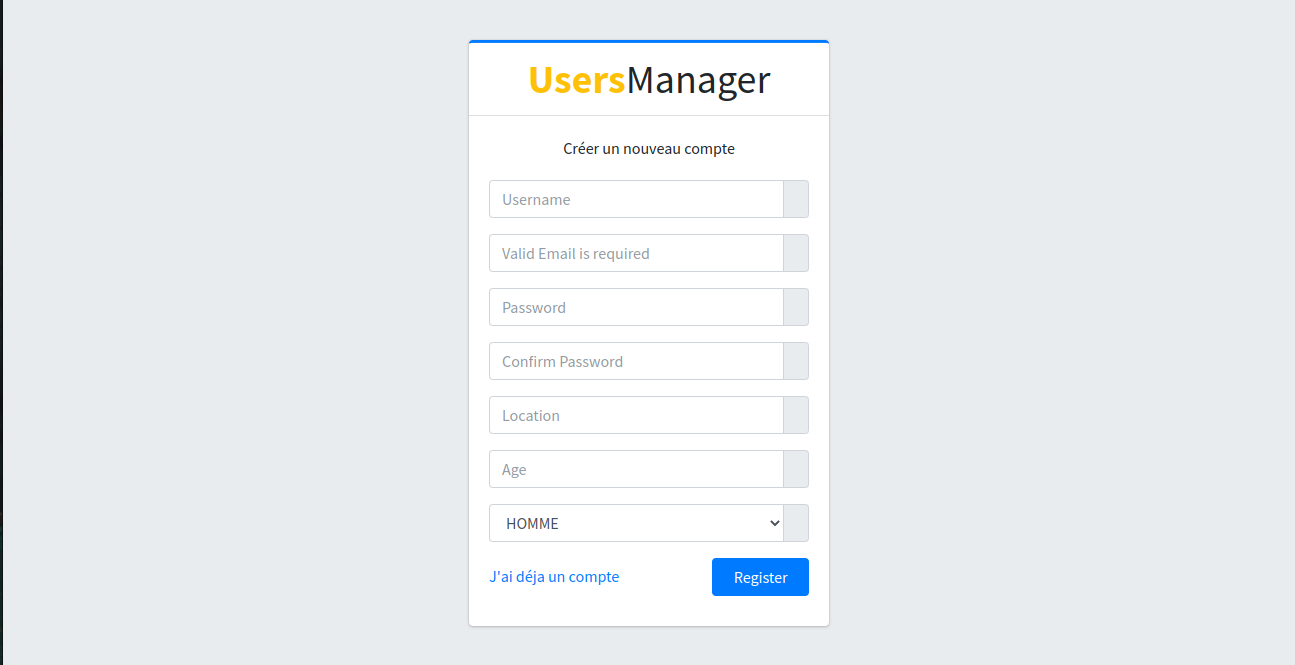 UsersManager
Créer un nouveau compte
Username
Valid Email is required
Password
Confirm Password
Location
Age
HOMME
J'ai déja un compte
Register